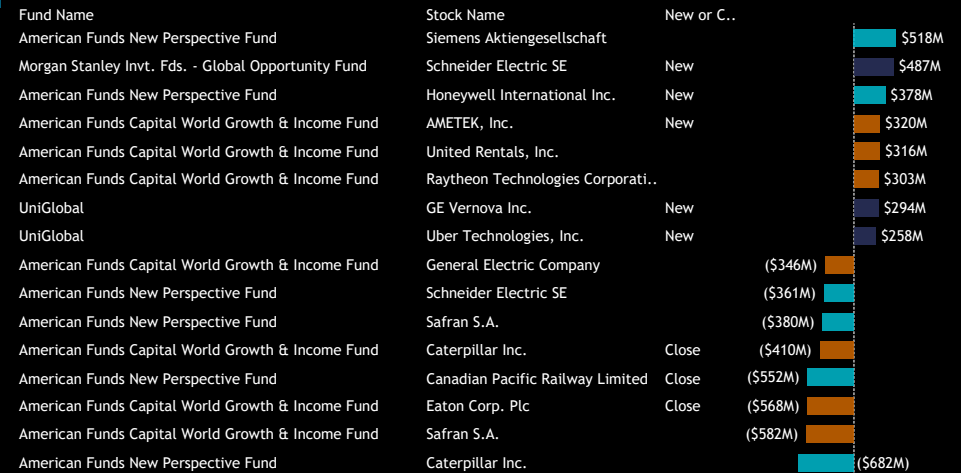 Fund Name Stock Name New or C..
American Funds New Perspective Fund Siemens Aktiengesellschaft $518M
Morgan Stanley Invt. Fds. - Global Opportunity Fund Schneider Electric SE New $487M
American Funds New Perspective Fund Honeywell International Inc. New $378M
American Funds Capital World Growth & Income Fund AMETEK, Inc. New $320M
American Funds Capital World Growth & Income Fund United Rentals, Inc. $316M
American Funds Capital World Growth & Income Fund Raytheon Technologies Corporati.. $303M
UniGlobal GE Vernova Inc. New $294M
UniGlobal Uber Technologies, Inc. New $258M
American Funds Capital World Growth & Income Fund General Electric Company ($346M)
American Funds New Perspective Fund Schneider Electric SE ($361M)
American Funds New Perspective Fund Safran S.A. ($380M)
American Funds Capital World Growth & Income Fund Caterpillar Inc. Close ($410M)
American Funds New Perspective Fund Canadian Pacific Railway Limited Close ($552M)
American Funds Capital World Growth & Income Fund Eaton Corp. Plc Close ($568M)
American Funds Capital World Growth & Income Fund Safran S.A. ($582M)
American Funds New Perspective Fund Caterpillar Inc. ($682M)